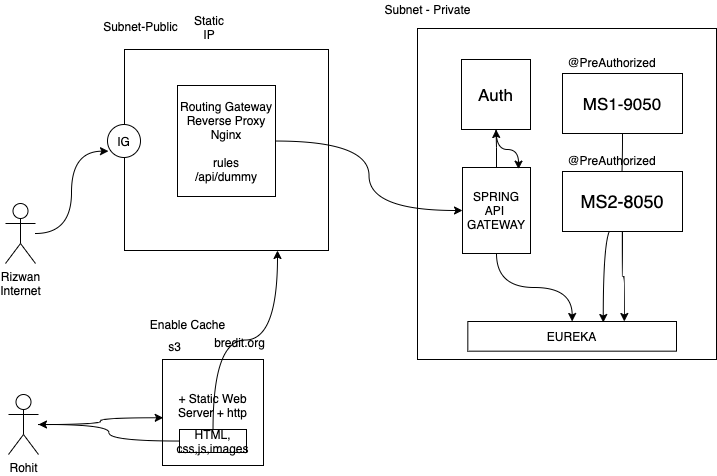 Subnet - Private
Subnet-Public
Static
IP
@PreAuthorized
Routing Gateway
Reverse Proxy
Nginx
rules
/api/dummy
IG
Auth
MS1-9050
@PreAuthorized
SPRING
API
GATEWAY
MS2-8050
Rizwan
Internet
EUREKA
Enable Cache
s3
bredit.org
+ Static Web
Server + http
HTML,
css,js,images
Rohit